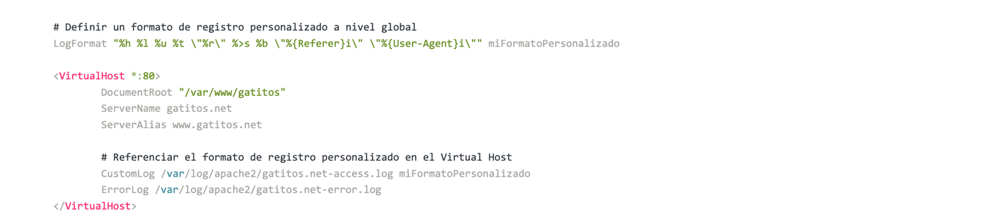 # Definir un formato de registro personalizado a nivel global
LogFormat "%h %l %u %t \"%r\" %>s %b \"%{Referer}i\" \"%{User-Agent}i\"" miFormatoPersonalizado
<VirtualHost *:80>
DocumentRoot "/var/www/gatitos"
ServerName gatitos.net
ServerAlias www.gatitos.net
# Referenciar el formato de registro personalizado en el Virtual Host
CustomLog /var/log/apache2/gatitos.net-access.log miFormatoPersonalizado
ErrorLog /var/log/apache2/gatitos.net-error.log
</VirtualHost>